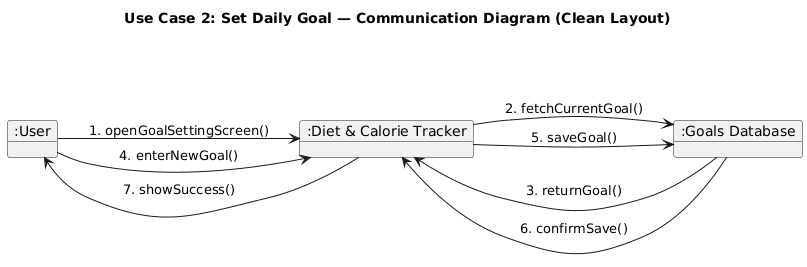 Use Case 2: Set Daily Goal — Communication Diagram (Clean Layout)
:User
1. openGoalSettingScreen()
4. enterNewGoal()
7. showSuccess()
:Diet & Calorie Tracker
2. fetchCurrentGoal()
5. saveGoal()
3. returnGoal()
6. confirmSave()
:Goals Database